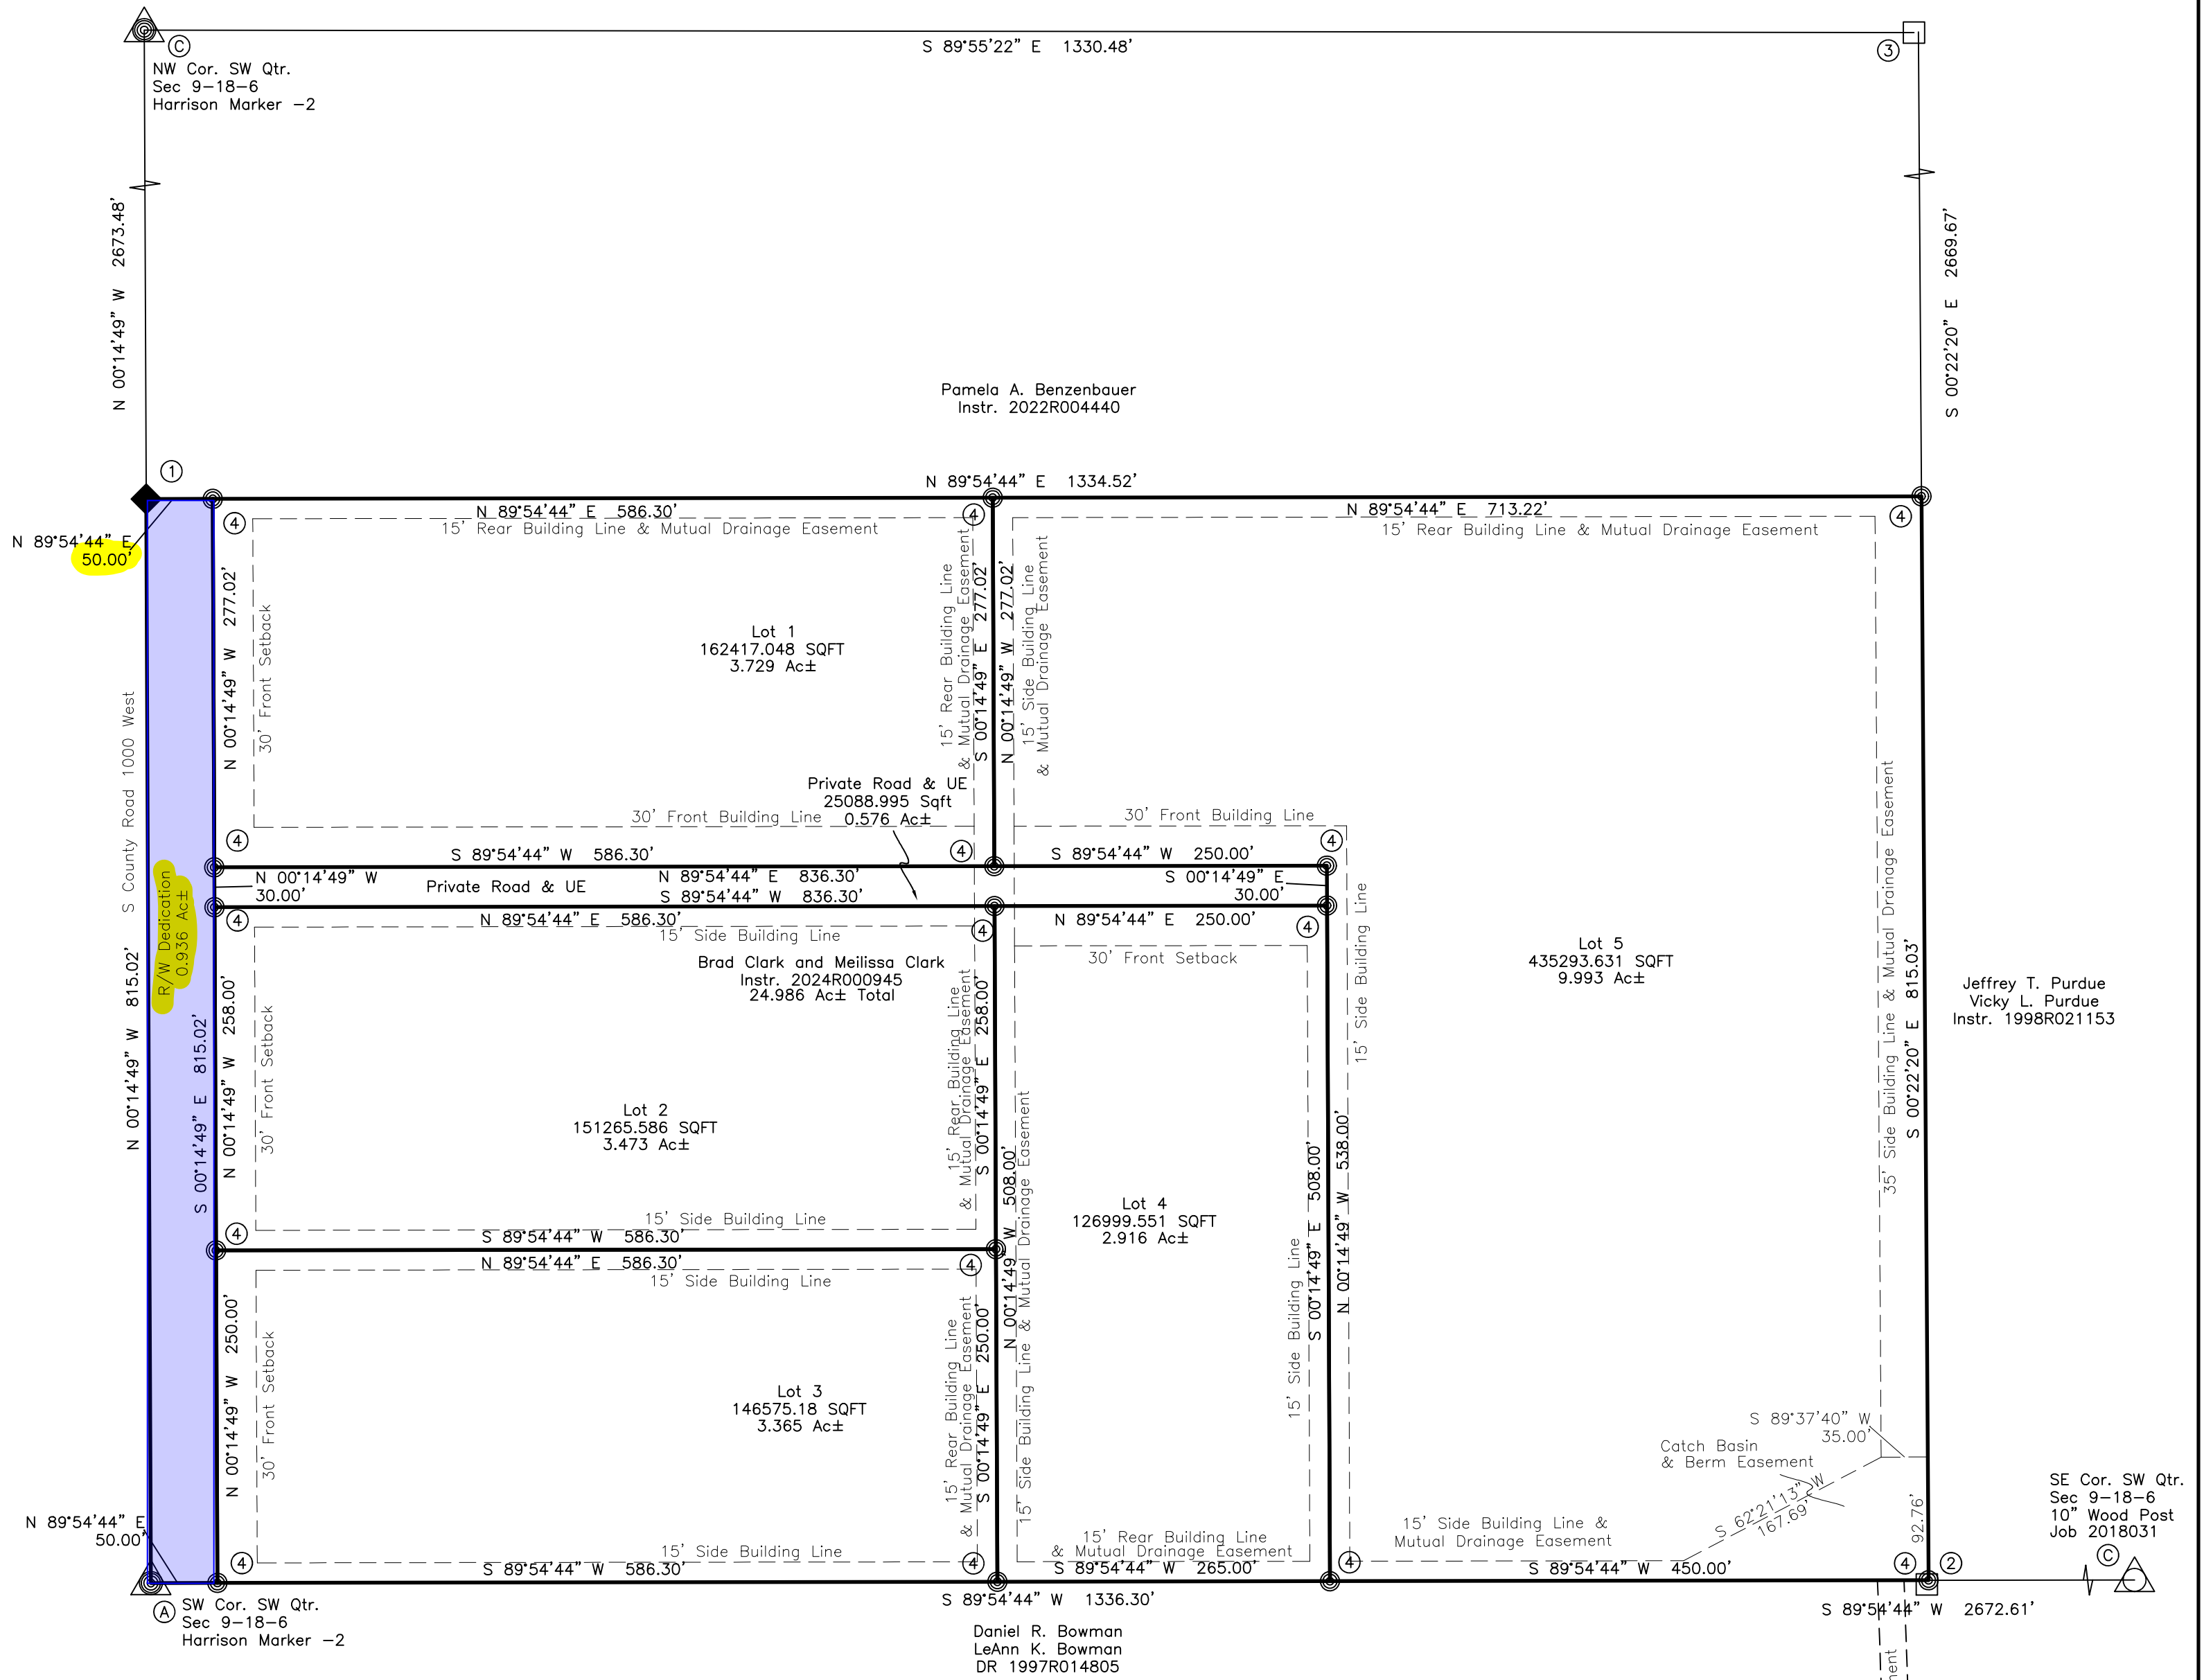 S 89°55'22" E 1330.48'
C
3
NW Cor. SW Qtr.
Sec 9-18-6
Harrison Marker -2
N 00°14'49" W 2673.48'
S 00°22'20" E 2669.67'
Pamela A. Benzenbauer
Instr. 2022R004440
1
N 89°54'44" E 1334.52'
N 89°54'44" E
50.00'
4
N 89°54'44" E 586.30'
15' Rear Building Line & Mutual Drainage Easement
4
N 89°54'44" E 713.22'
15' Rear Building Line & Mutual Drainage Easement
4
N 00°14'49" W 277.02'
30' Front Setback
Lot 1
162417.048 SQFT
3.729 Ac±
15' Rear Building Line
& Mutual Drainage Easement
S 00°14'49" E 277.02'
N 00°14'49" W 277.02'
15' Side Building Line
& Mutual Drainage Easement
Private Road & UE
25088.995 Sqft
0.576 Ac±
30' Front Building Line
30' Front Building Line
4
4
4
S 89°54'44" W 586.30'
S 89°54'44" W 250.00'
N 00°14'49" W
30.00'
Private Road & UE
N 89°54'44" E 836.30'
S 89°54'44" W 836.30'
S 00°14'49" E
30.00'
4
N 89°54'44" E 586.30'
4
N 89°54'44" E 250.00'
4
15' Side Building Line
S County Road 1000 West
R/W Dedication
0.936 Ac±
N 00°14'49" W 815.02'
S 00°14'49" E 815.02'
N 00°14'49" W 258.00'
30' Front Setback
Brad Clark and Meilissa Clark
Instr. 2024R000945
24.986 Ac± Total
Lot 2
151265.586 SQFT
3.473 Ac±
15' Rear Building Line
& Mutual Drainage Easement
S 00°14'49" E 258.00'
N 00°14'49" W 508.00'
15' Side Building Line & Mutual Drainage Easement
30' Front Setback
Lot 4
126999.551 SQFT
2.916 Ac±
15' Side Building Line
S 00°14'49" E 508.00'
N 00°14'49" W 538.00'
15' Side Building Line
Lot 5
435293.631 SQFT
9.993 Ac±
35' Side Building Line & Mutual Drainage Easement
S 00°22'20" E 815.03'
Jeffrey T. Purdue
Vicky L. Purdue
Instr. 1998R021153
15' Side Building Line
4
S 89°54'44" W 586.30'
N 89°54'44" E 586.30'
4
15' Side Building Line
N 00°14'49" W 250.00'
30' Front Setback
Lot 3
146575.18 SQFT
3.365 Ac±
15' Rear Building Line
& Mutual Drainage Easement
S 00°14'49" E 250.00'
S 89°37'40" W
35.00'
Catch Basin
& Berm Easement
S 62°21'13" W
167.69'
92.76'
SE Cor. SW Qtr.
Sec 9-18-6
10" Wood Post
Job 2018031
N 89°54'44" E
50.00'
15' Side Building Line
15' Rear Building Line
& Mutual Drainage Easement
15' Side Building Line &
Mutual Drainage Easement
4
S 89°54'44" W 586.30'
4
S 89°54'44" W 265.00'
4
S 89°54'44" W 450.00'
4
2
C
A
SW Cor. SW Qtr.
Sec 9-18-6
Harrison Marker -2
S 89°54'44" W 1336.30'
S 89°54'44" W 2672.61'
Daniel R. Bowman
LeAnn K. Bowman
DR 1997R014805